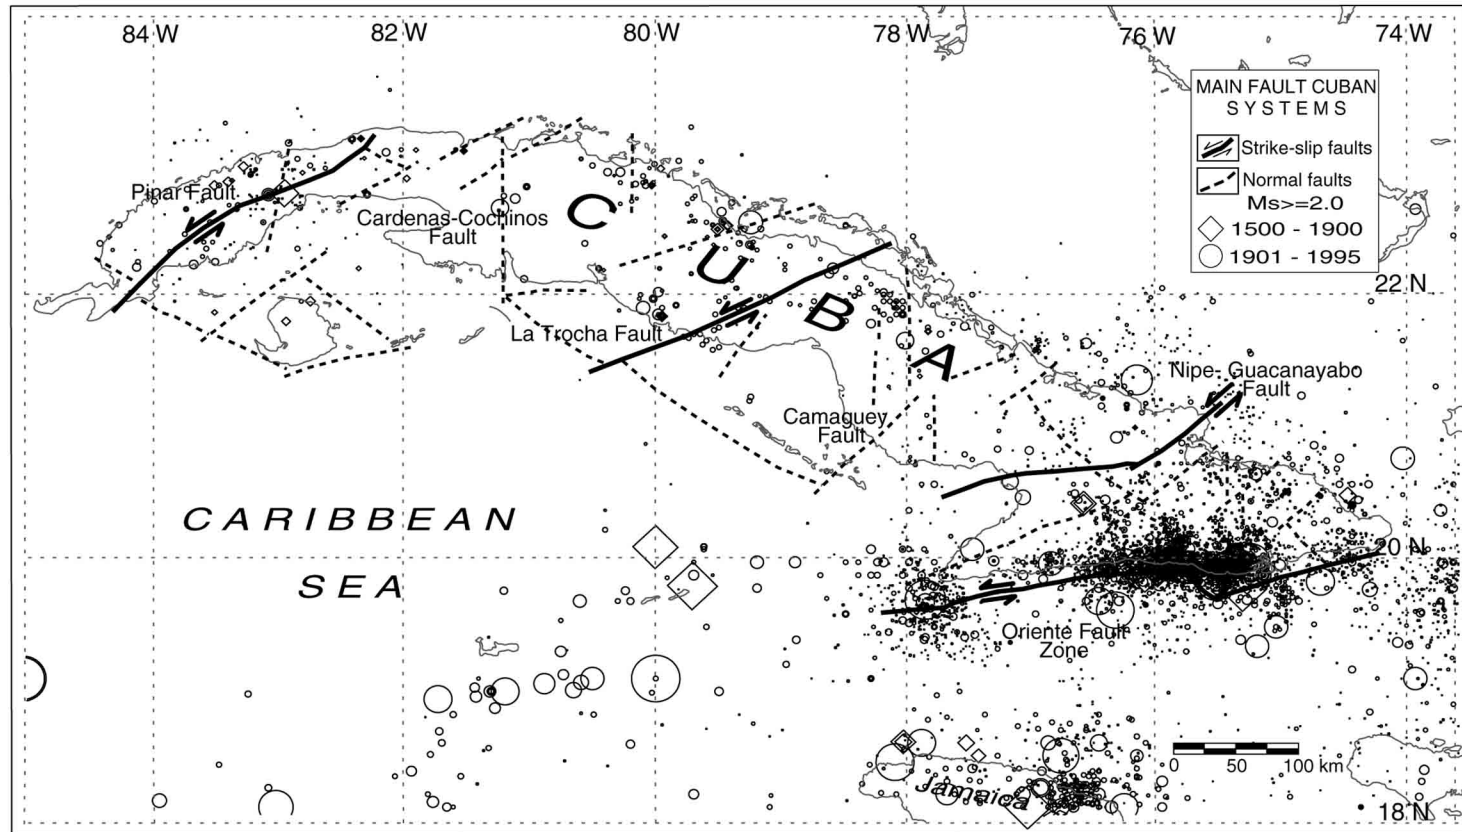 84 W 82 W 80 W 78 W 76 W 74 W
MAIN FAULT CUBAN
SYSTEMS
Strike-slip faults
Normal faults
Ms>=2.0
1500 - 1900
1901 - 1995
Pinar Fault
Cardenas-Cochinos
Fault
CUBA
22 N
La Trocha Fault
Nipe- Guacanayabo
Fault
Camaguey
Fault
CARIBBEAN
SEA
20 N
Oriente Fault
Zone
0 50 100 km
Jamaica
18 N